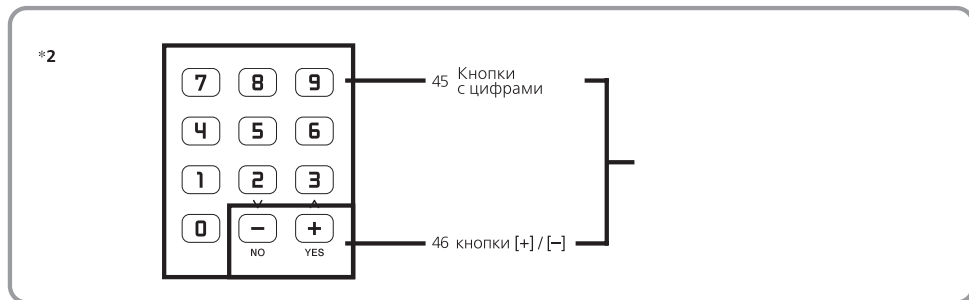 *2
7 8 9
45 Кнопки
с цифрами
4 5 6
1 2 3
∨ ∧
0 − +
46 кнопки [+] / [−]
NO YES